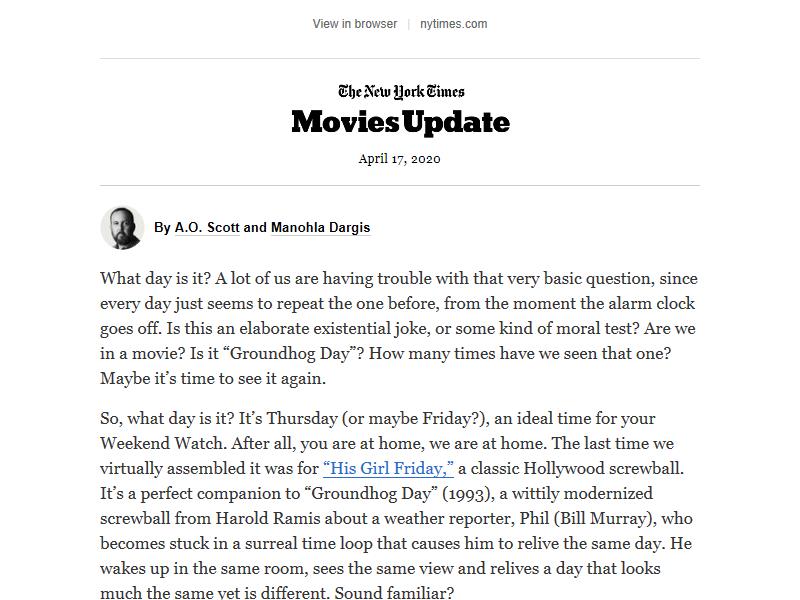 View in browser | nytimes.com
The New York Times
Movies Update
April 17, 2020
By A.O. Scott and Manohla Dargis
What day is it? A lot of us are having trouble with that very basic question, since
every day just seems to repeat the one before, from the moment the alarm clock
goes off. Is this an elaborate existential joke, or some kind of moral test? Are we
in a movie? Is it “Groundhog Day”? How many times have we seen that one?
Maybe it’s time to see it again.
So, what day is it? It’s Thursday (or maybe Friday?), an ideal time for your
Weekend Watch. After all, you are at home, we are at home. The last time we
virtually assembled it was for “His Girl Friday,” a classic Hollywood screwball.
It’s a perfect companion to “Groundhog Day” (1993), a wittily modernized
screwball from Harold Ramis about a weather reporter, Phil (Bill Murray), who
becomes stuck in a surreal time loop that causes him to relive the same day. He
wakes up in the same room, sees the same view and relives a day that looks
much the same yet is different. Sound familiar?